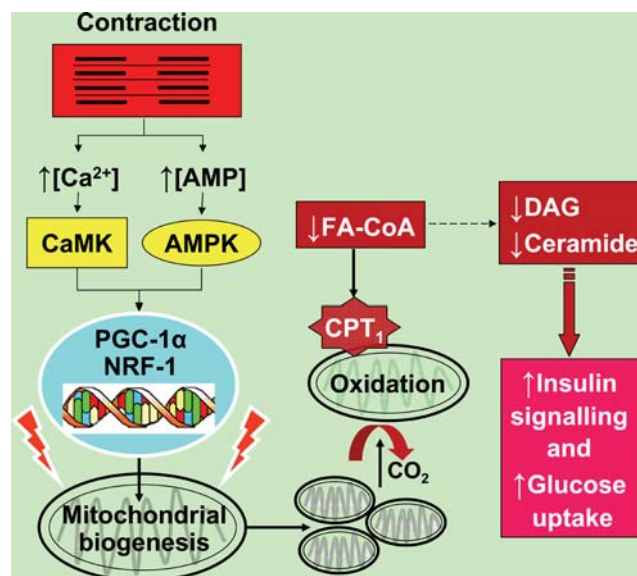 Contraction
↑[Ca²⁺]
↑[AMP]
CaMK
AMPK
PGC-1α
NRF-1
Mitochondrial
biogenesis
↓FA-CoA
CPT₁
Oxidation
CO₂
↓DAG
↓Ceramide
↑Insulin
signalling
and
↑Glucose
uptake